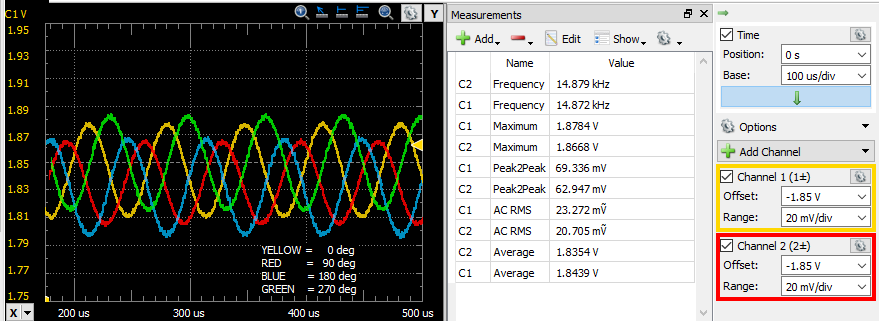 C1 V
Y
1.95
1.93
1.91
1.89
1.87
1.85
1.83
1.81
1.79
1.77
1.75
YELLOW = 0 deg
RED = 90 deg
BLUE = 180 deg
GREEN = 270 deg
X
200 us
300 us
400 us
500 us
Measurements
Add
Edit
Show
Name Value
C2 Frequency 14.879 kHz
C1 Frequency 14.872 kHz
C1 Maximum 1.8784 V
C2 Maximum 1.8668 V
C1 Peak2Peak 69.336 mV
C2 Peak2Peak 62.947 mV
C1 AC RMS 23.272 mṼ
C2 AC RMS 20.705 mṼ
C2 Average 1.8354 V
C1 Average 1.8439 V
Time
Position: 0 s
Base: 100 us/div
Options
Add Channel
Channel 1 (1±)
Offset: -1.85 V
Range: 20 mV/div
Channel 2 (2±)
Offset: -1.85 V
Range: 20 mV/div